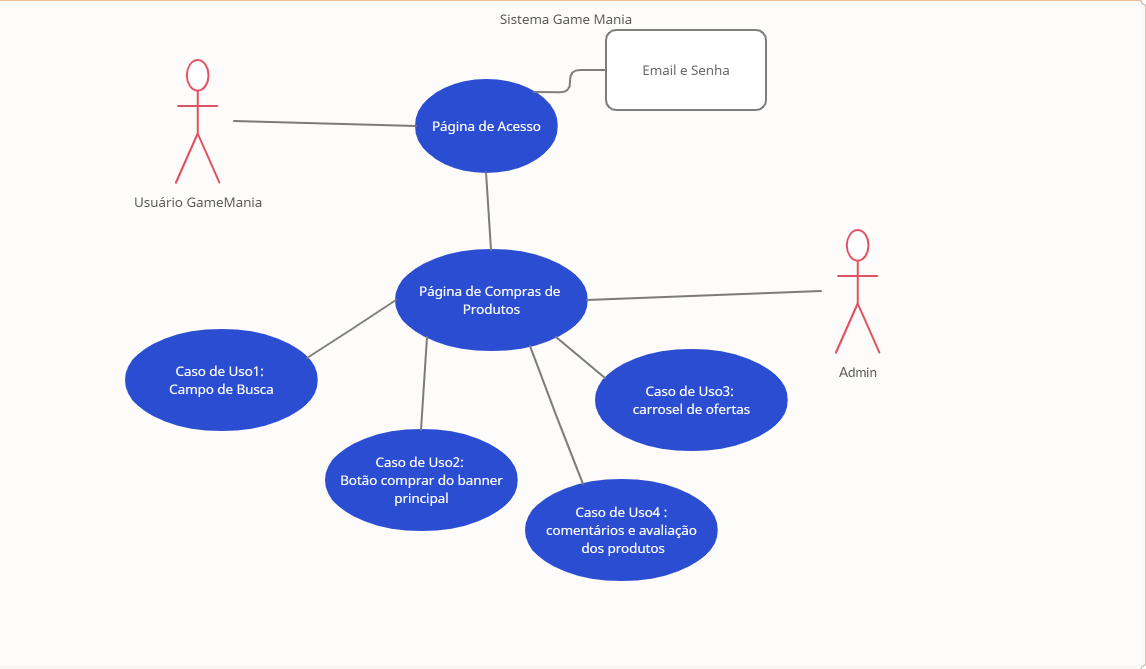 Sistema Game Mania
Email e Senha
Página de Acesso
Usuário GameMania
Página de Compras de
Produtos
Admin
Caso de Uso1:
Campo de Busca
Caso de Uso3:
carrosel de ofertas
Caso de Uso2:
Botão comprar do banner
principal
Caso de Uso4 :
comentários e avaliação
dos produtos